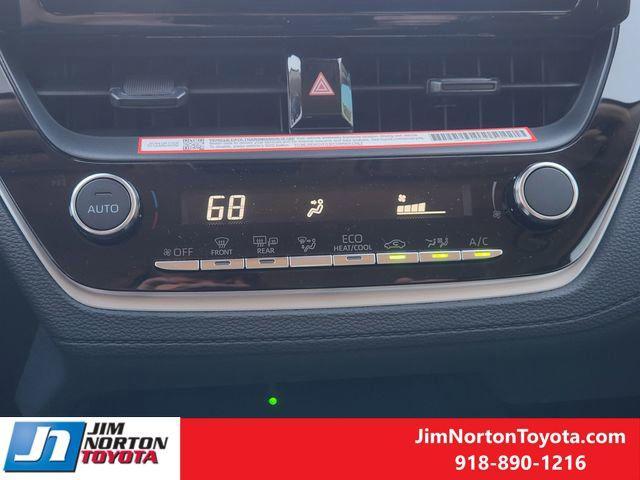 AUTO
68
OFF
FRONT
REAR
ECO
HEAT/COOL
A/C
JIM
NORTON
TOYOTA
JimNortonToyota.com
918-890-1216